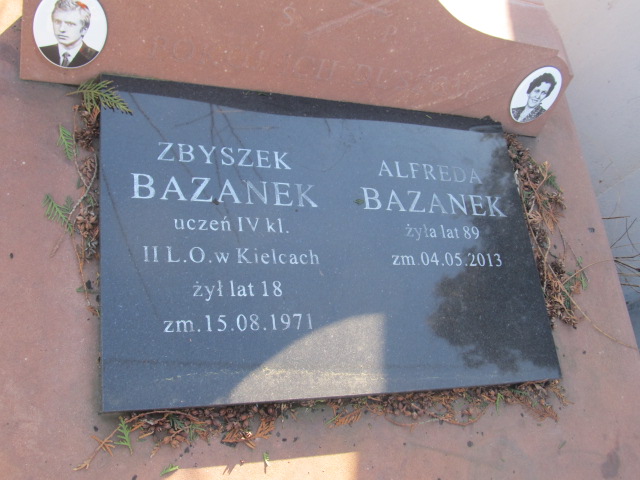 ZBYSZEK
BAZANEK
uczeń IV kl.
II L.O. w Kielcach
żył lat 18
zm. 15.08.1971
ALFREDA
BAZANEK
żyła lat 89
zm. 04.05.2013